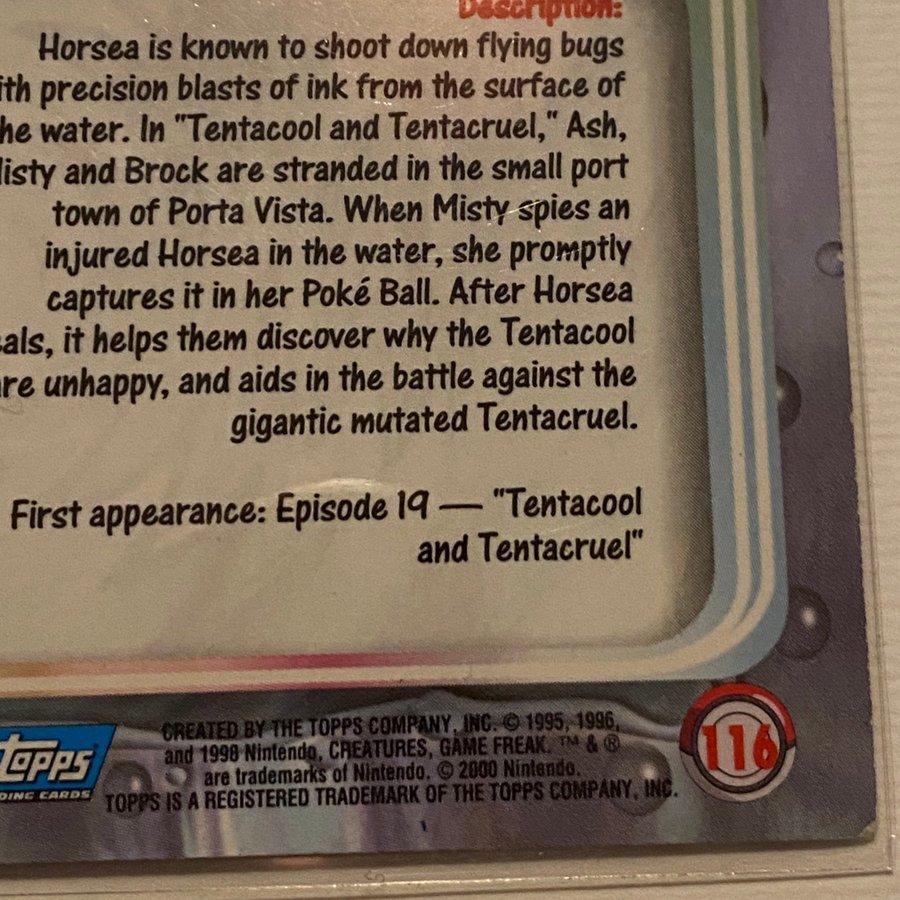 Description:
Horsea is known to shoot down flying bugs
ith precision blasts of ink from the surface of
he water. In "Tentacool and Tentacruel," Ash,
isty and Brock are stranded in the small port
town of Porta Vista. When Misty spies an
injured Horsea in the water, she promptly
captures it in her Poké Ball. After Horsea
als, it helps them discover why the Tentacool
re unhappy, and aids in the battle against the
gigantic mutated Tentacruel.
First appearance: Episode 19 — "Tentacool
and Tentacruel"
CREATED BY THE TOPPS COMPANY, INC. © 1995, 1996,
and 1998 Nintendo, CREATURES, GAME FREAK. ™ & ®
are trademarks of Nintendo. © 2000 Nintendo.
TOPPS IS A REGISTERED TRADEMARK OF THE TOPPS COMPANY, INC.
Topps
DING CARDS
116